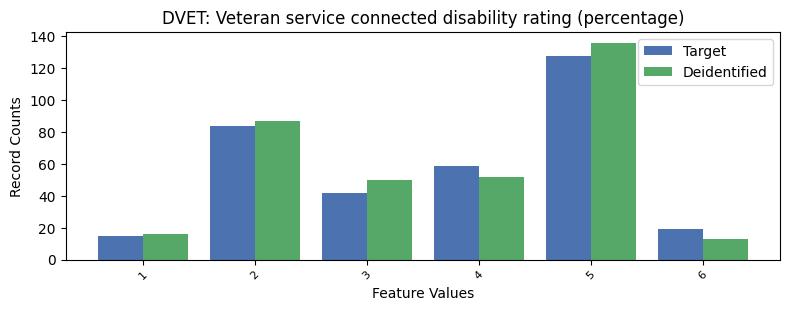 DVET: Veteran service connected disability rating (percentage)
Target
Deidentified
Record Counts
140
120
100
80
60
40
20
0
1 2 3 4 5 6
Feature Values